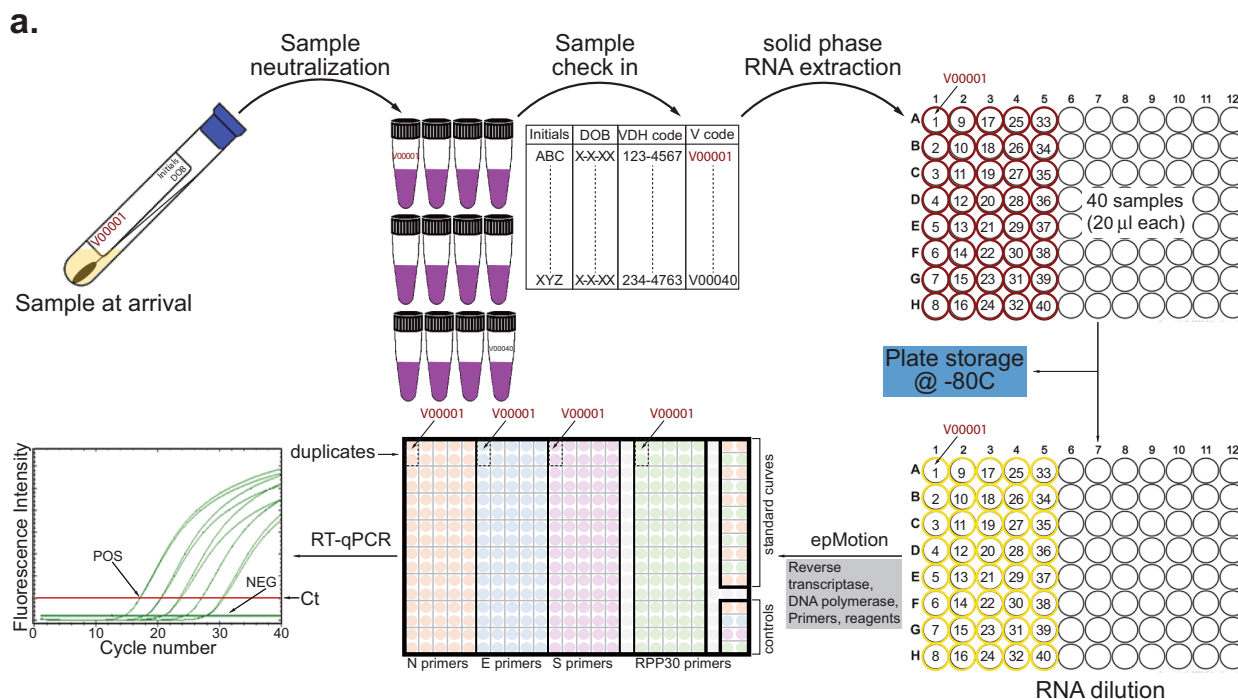 a.
Sample
neutralization
Sample
check in
solid phase
RNA extraction
Initials
DOB
V00001
Sample at arrival
V00001
V00040
Initials DOB VDH code V code
ABC X-X-XX 123-4567 V00001
XYZ X-X-XX 234-4763 V00040
V00001
1 2 3 4 5 6 7 8 9 10 11 12
A 1 9 17 25 33
B 2 10 18 26 34
C 3 11 19 27 35
D 4 12 20 28 36
E 5 13 21 29 37
F 6 14 22 30 38
G 7 15 23 31 39
H 8 16 24 32 40
40 samples
(20 µl each)
Plate storage
@ -80C
V00001
1 2 3 4 5 6 7 8 9 10 11 12
A 1 9 17 25 33
B 2 10 18 26 34
C 3 11 19 27 35
D 4 12 20 28 36
E 5 13 21 29 37
F 6 14 22 30 38
G 7 15 23 31 39
H 8 16 24 32 40
RNA dilution
epMotion
Reverse
transcriptase,
DNA polymerase,
Primers, reagents
V00001 V00001 V00001 V00001
duplicates
standard curves
controls
N primers E primers S primers RPP30 primers
RT-qPCR
Fluorescence Intensity
POS
NEG
Ct
0 10 20 30 40
Cycle number